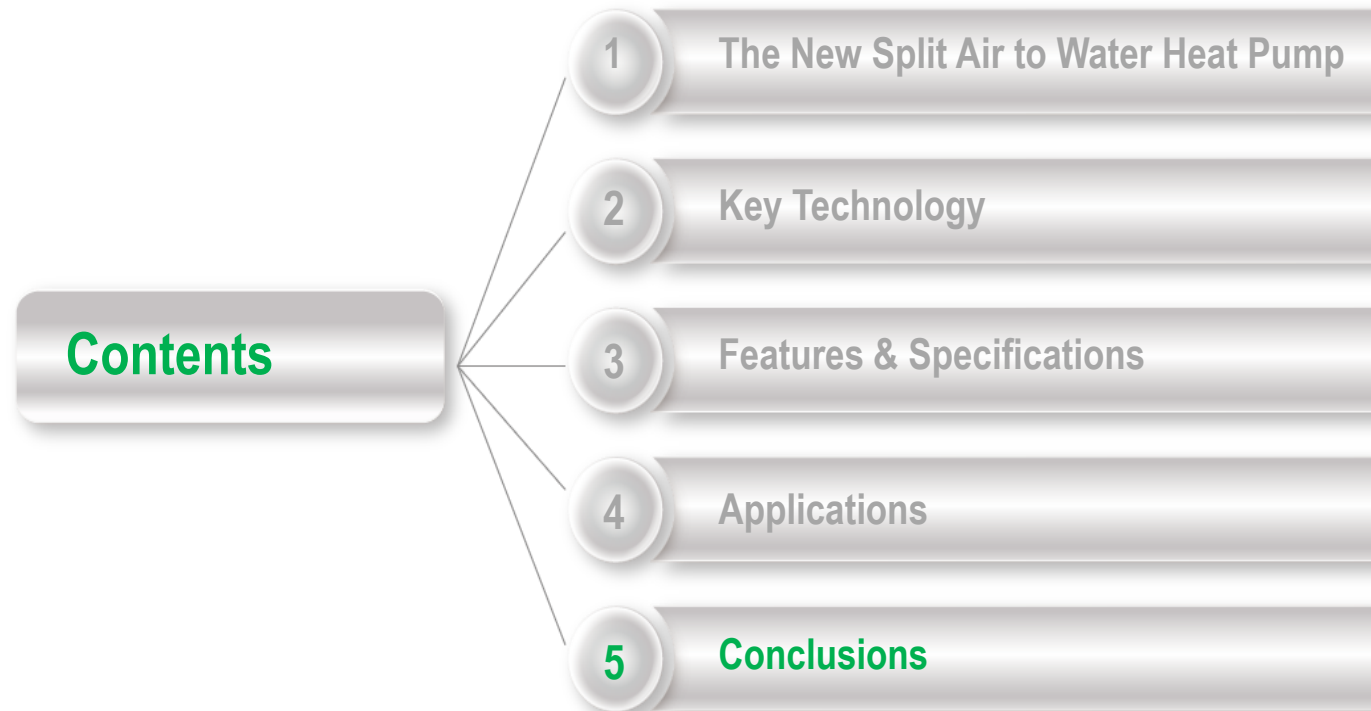 Contents
1
The New Split Air to Water Heat Pump
2
Key Technology
3
Features & Specifications
4
Applications
5
Conclusions